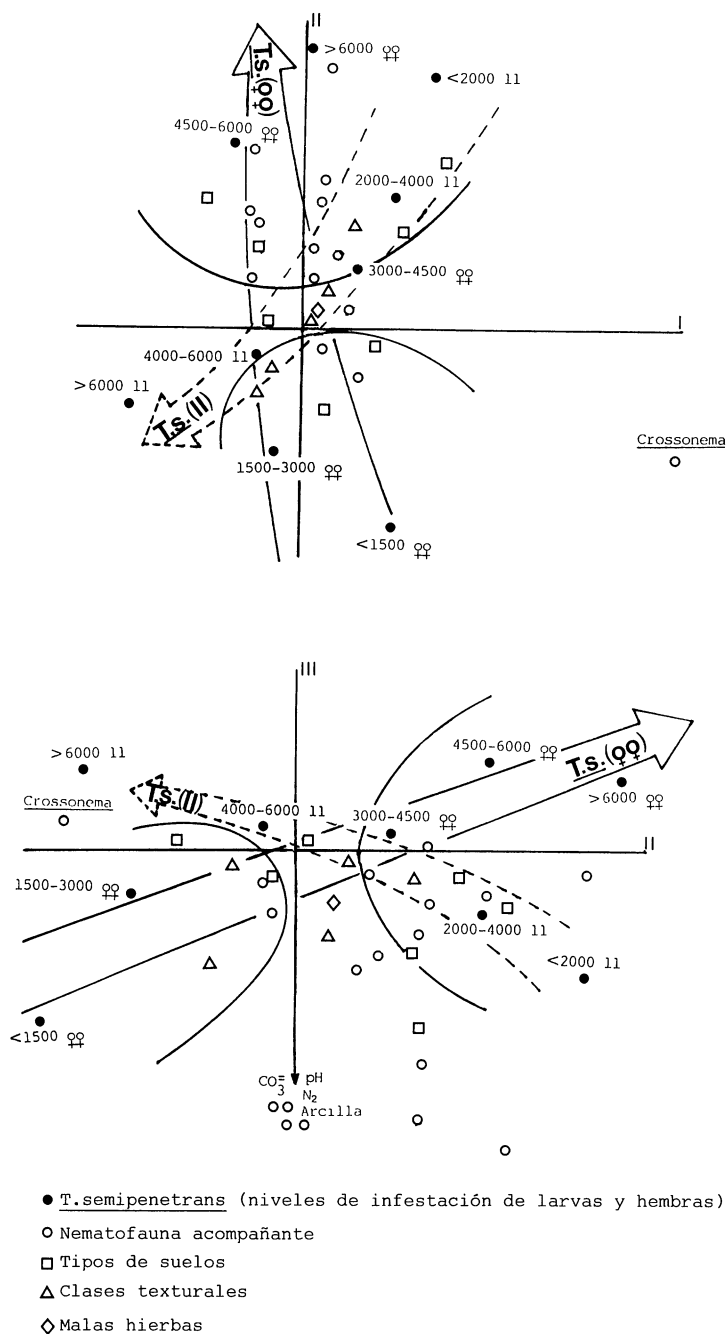 II
>6000 ♀♀
<2000 ll
T.s.(♀♀)
4500-6000 ♀♀
2000-4000 ll
3000-4500 ♀♀
I
4000-6000 ll
>6000 ll
T.s.(ll)
1500-3000 ♀♀
Crossonema
<1500 ♀♀
III
>6000 ll
4500-6000 ♀♀
T.s.(♀♀)
T.s.(ll)
>6000 ♀♀
Crossonema
4000-6000 ll
3000-4500 ♀♀
II
1500-3000 ♀♀
2000-4000 ll
<2000 ll
<1500 ♀♀
CO₃= pH
N₂
Arcilla
T.semipenetrans (niveles de infestación de larvas y hembras)
Nematofauna acompañante
Tipos de suelos
Clases texturales
Malas hierbas